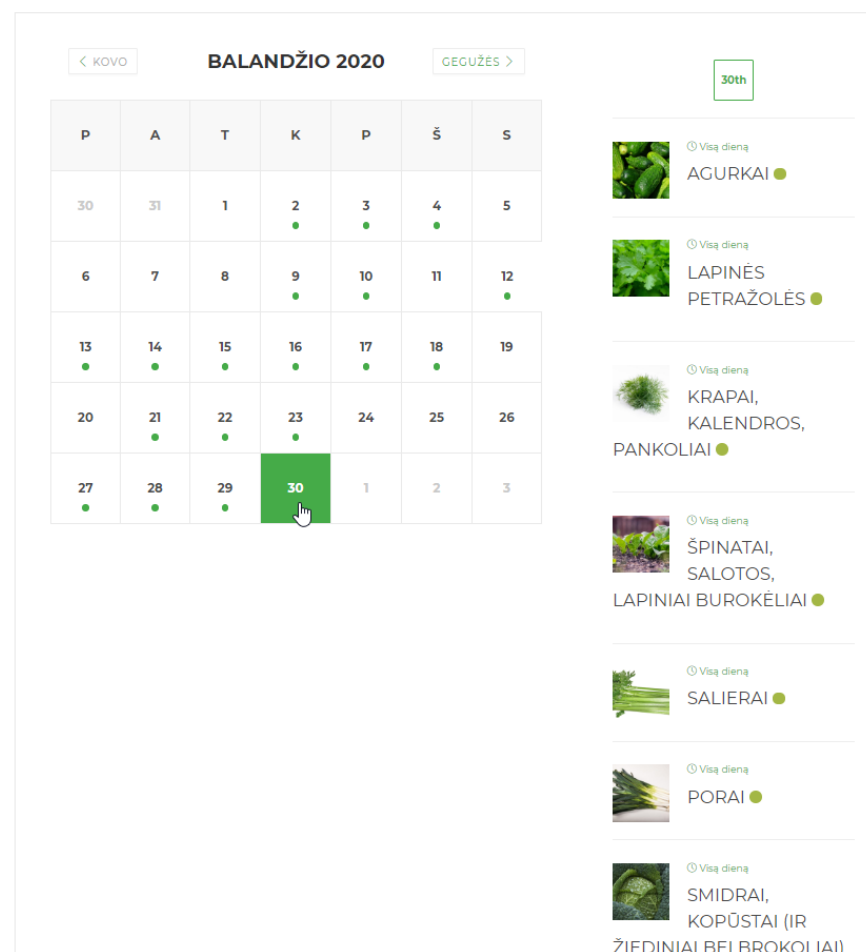 KOVO
BALANDŽIO 2020
GEGUŽĖS
P A T K P Š S
30 31 1 2 3 4 5
6 7 8 9 10 11 12
13 14 15 16 17 18 19
20 21 22 23 24 25 26
27 28 29 30 1 2 3
30th
Visą dieną
AGURKAI
Visą dieną
LAPINĖS
PETRAŽOLĖS
Visą dieną
KRAPAI,
KALENDROS,
PANKOLIAI
Visą dieną
ŠPINATAI,
SALOTOS,
LAPINIAI BUROKĖLIAI
Visą dieną
SALIERAI
Visą dieną
PORAI
Visą dieną
SMIDRAI,
KOPŪSTAI (IR
ŽIEDINIAI BEI BROKOLIAI)